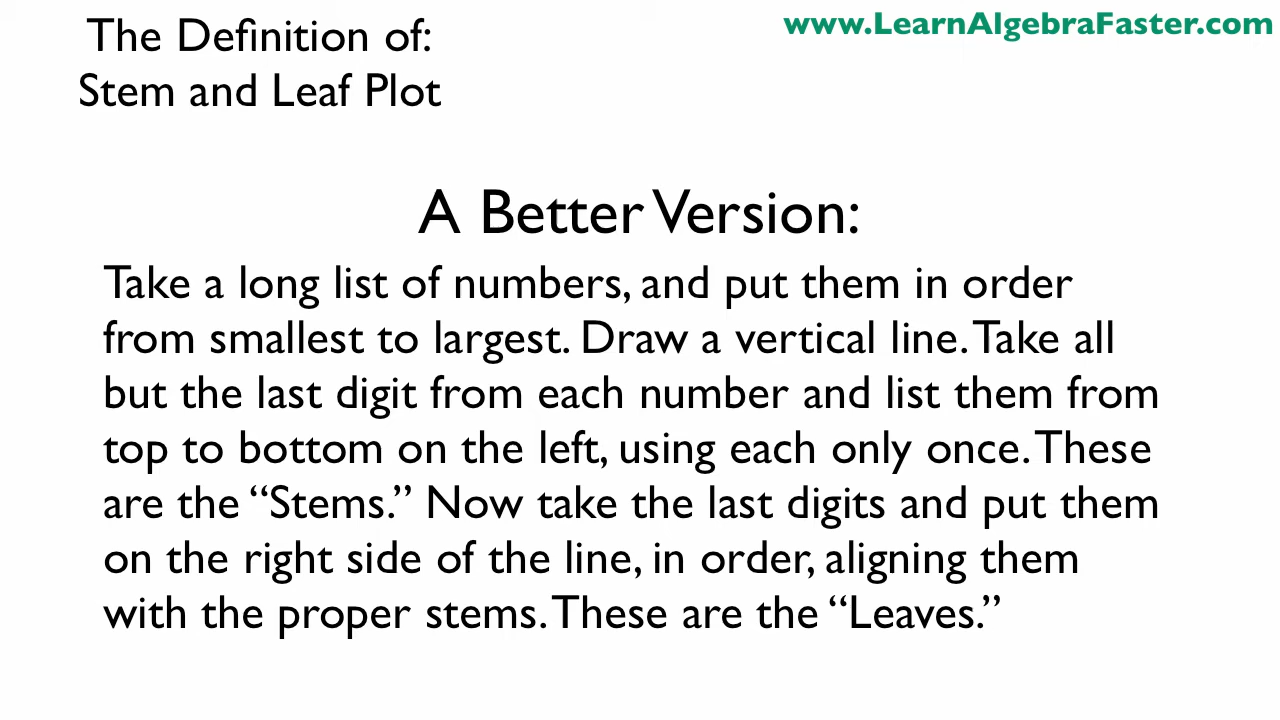 The Definition of:
Stem and Leaf Plot
www.LearnAlgebraFaster.com
A Better Version:
Take a long list of numbers, and put them in order
from smallest to largest. Draw a vertical line. Take all
but the last digit from each number and list them from
top to bottom on the left, using each only once. These
are the “Stems.” Now take the last digits and put them
on the right side of the line, in order, aligning them
with the proper stems. These are the “Leaves.”